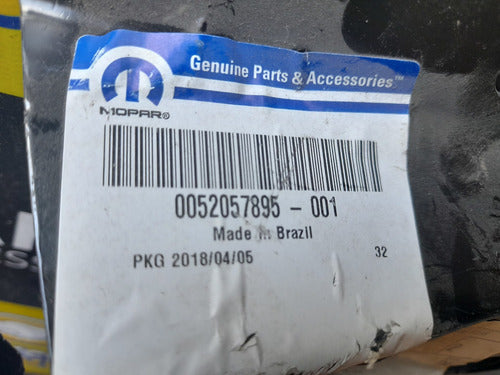 Genuine Parts & Accessories™
MOPAR®
0052057895 - 001
Made in Brazil
PKG 2018/04/05
32